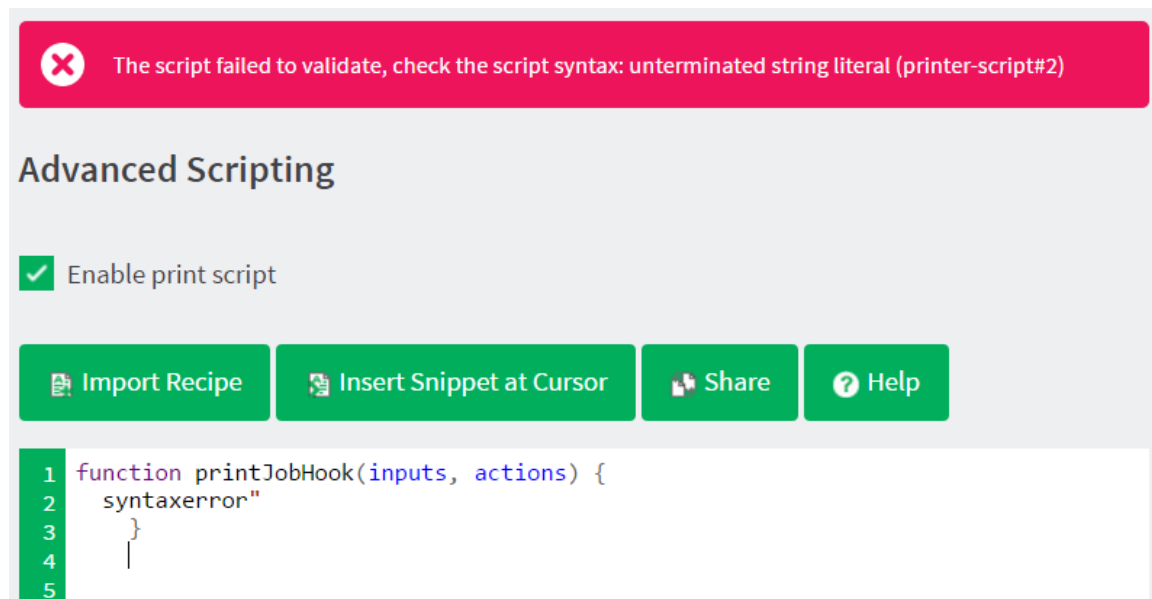 The script failed to validate, check the script syntax: unterminated string literal (printer-script#2)
Advanced Scripting
Enable print script
Import Recipe Insert Snippet at Cursor Share Help
1 function printJobHook(inputs, actions) {
2 syntaxerror"
3 }
4
5